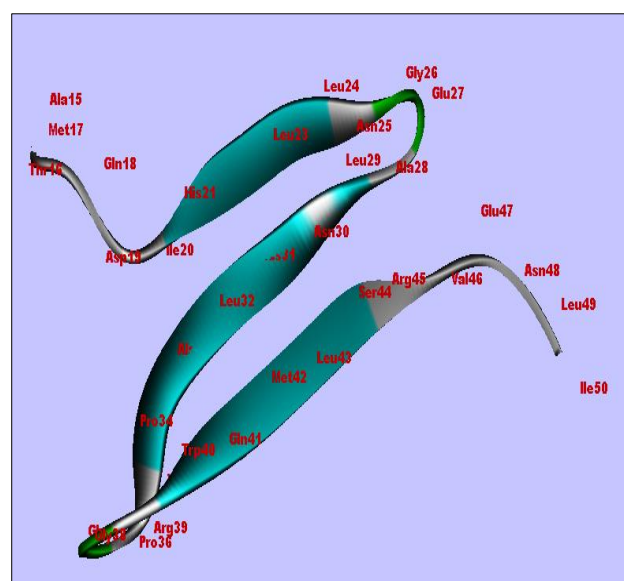 Leu24
Gly26
Glu27
Ala15
Asn25
Met17
Leu23
Leu29
Gln18
Ala28
Thr16
His21
Glu47
Asn30
Ile20
Asp19
Arg45
Val46
Asn48
Ser44
Leu32
Leu49
Leu43
Met42
Ile50
Pro34
Gln41
Trp40
Arg39
Pro36